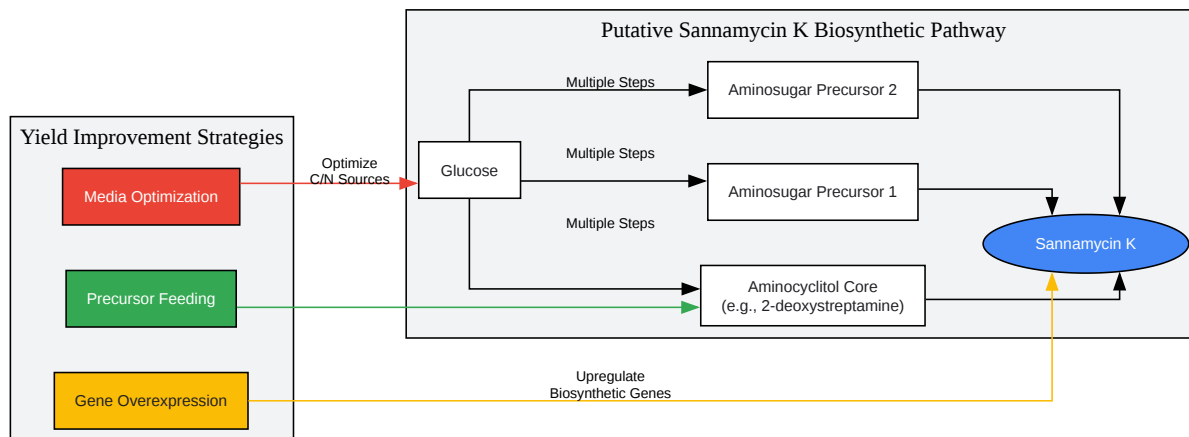 Putative Sannamycin K Biosynthetic Pathway
Multiple Steps
Aminosugar Precursor 2
Yield Improvement Strategies
Optimize
C/N Sources
Multiple Steps
Media Optimization
Glucose
Aminosugar Precursor 1
Multiple Steps
Sannamycin K
Precursor Feeding
Aminocyclitol Core
(e.g., 2-deoxystreptamine)
Gene Overexpression
Upregulate
Biosynthetic Genes